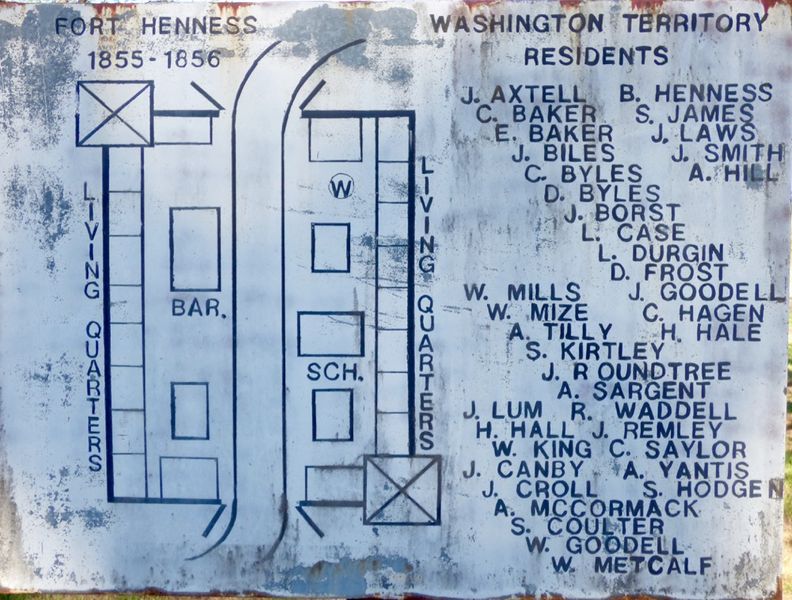 FORT HENNESS
1855-1856
W
LIVING QUARTERS
BAR.
SCH.
LIVING QUARTERS
WASHINGTON TERRITORY
RESIDENTS
J. AXTELL B. HENNESS
C. BAKER S. JAMES
E. BAKER J. LAWS
J. BILES J. SMITH
C. BYLES A. HILL
D. BYLES
J. BORST
L. CASE
L. DURGIN
D. FROST
W. MILLS J. GOODELL
W. MIZE C. HAGEN
A. TILLY H. HALE
S. KIRTLEY
J. ROUNDTREE
A. SARGENT
J. LUM R. WADDELL
H. HALL J. REMLEY
W. KING C. SAYLOR
J. CANBY A. YANTIS
J. CROLL S. HODGEN
A. MCCORMACK
S. COULTER
W. GOODELL
W. METCALF